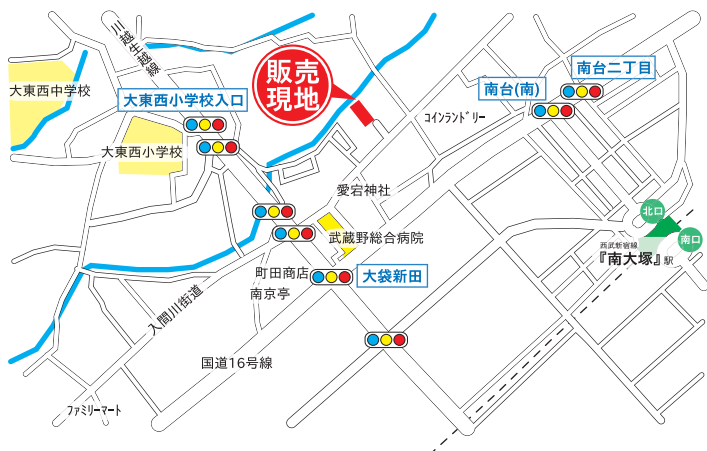 川越生越線
販売
現地
南台二丁目
南台(南)
大東西中学校
大東西小学校入口
コインランドリー
大東西小学校
愛宕神社
北口
武蔵野総合病院
南口
西武新宿線
『南大塚』駅
町田商店
大袋新田
南京亭
入間川街道
国道16号線
ファミリーマート